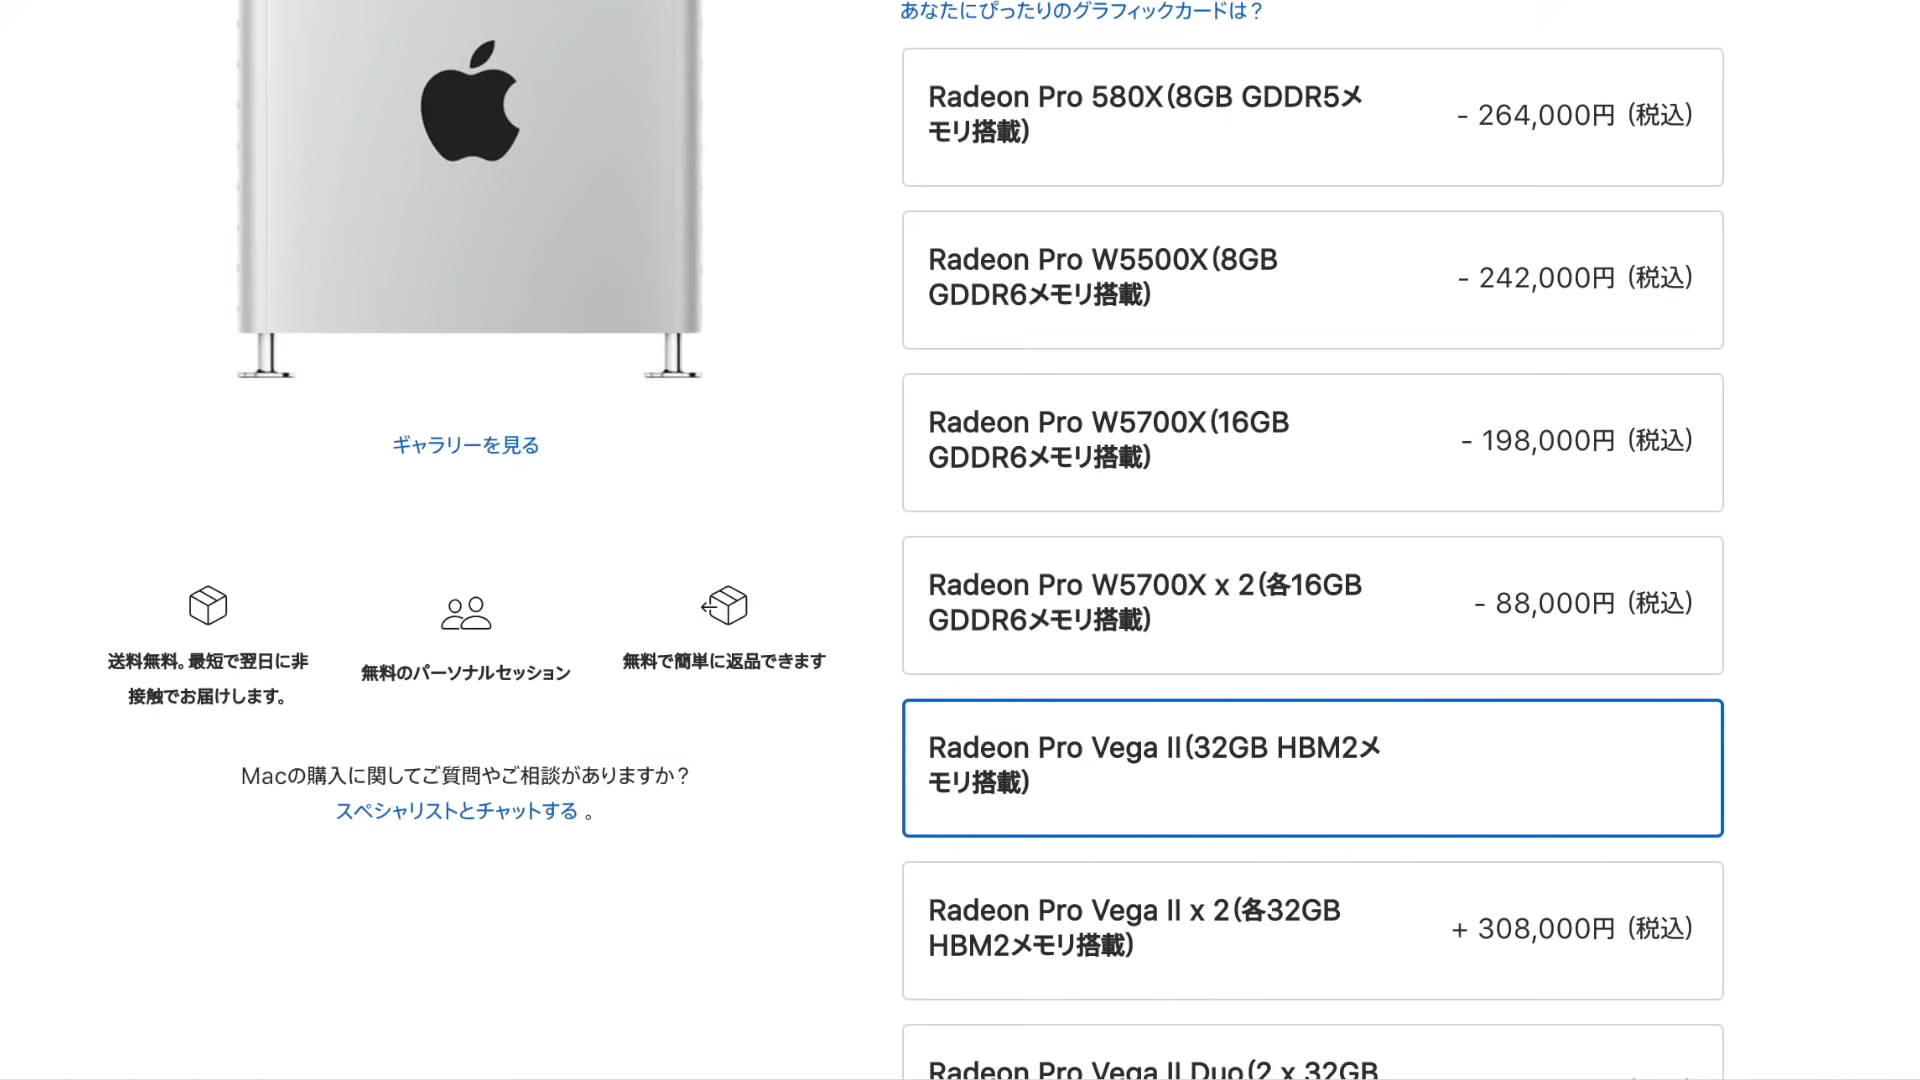 あなたにぴったりのグラフィックカードは？
Radeon Pro 580X(8GB GDDR5メ
モリ搭載)
- 264,000円 (税込)
Radeon Pro W5500X(8GB
GDDR6メモリ搭載)
- 242,000円 (税込)
Radeon Pro W5700X(16GB
GDDR6メモリ搭載)
- 198,000円 (税込)
Radeon Pro W5700X x 2(各16GB
GDDR6メモリ搭載)
- 88,000円 (税込)
Radeon Pro Vega II(32GB HBM2メ
モリ搭載)
Radeon Pro Vega II x 2(各32GB
HBM2メモリ搭載)
+ 308,000円 (税込)
Radeon Pro Vega II Duo(2 x 32GB
ギャラリーを見る
送料無料。最短で翌日に非
接触でお届けします。
無料のパーソナルセッション
無料で簡単に返品できます
Macの購入に関してご質問やご相談がありますか？
スペシャリストとチャットする 。